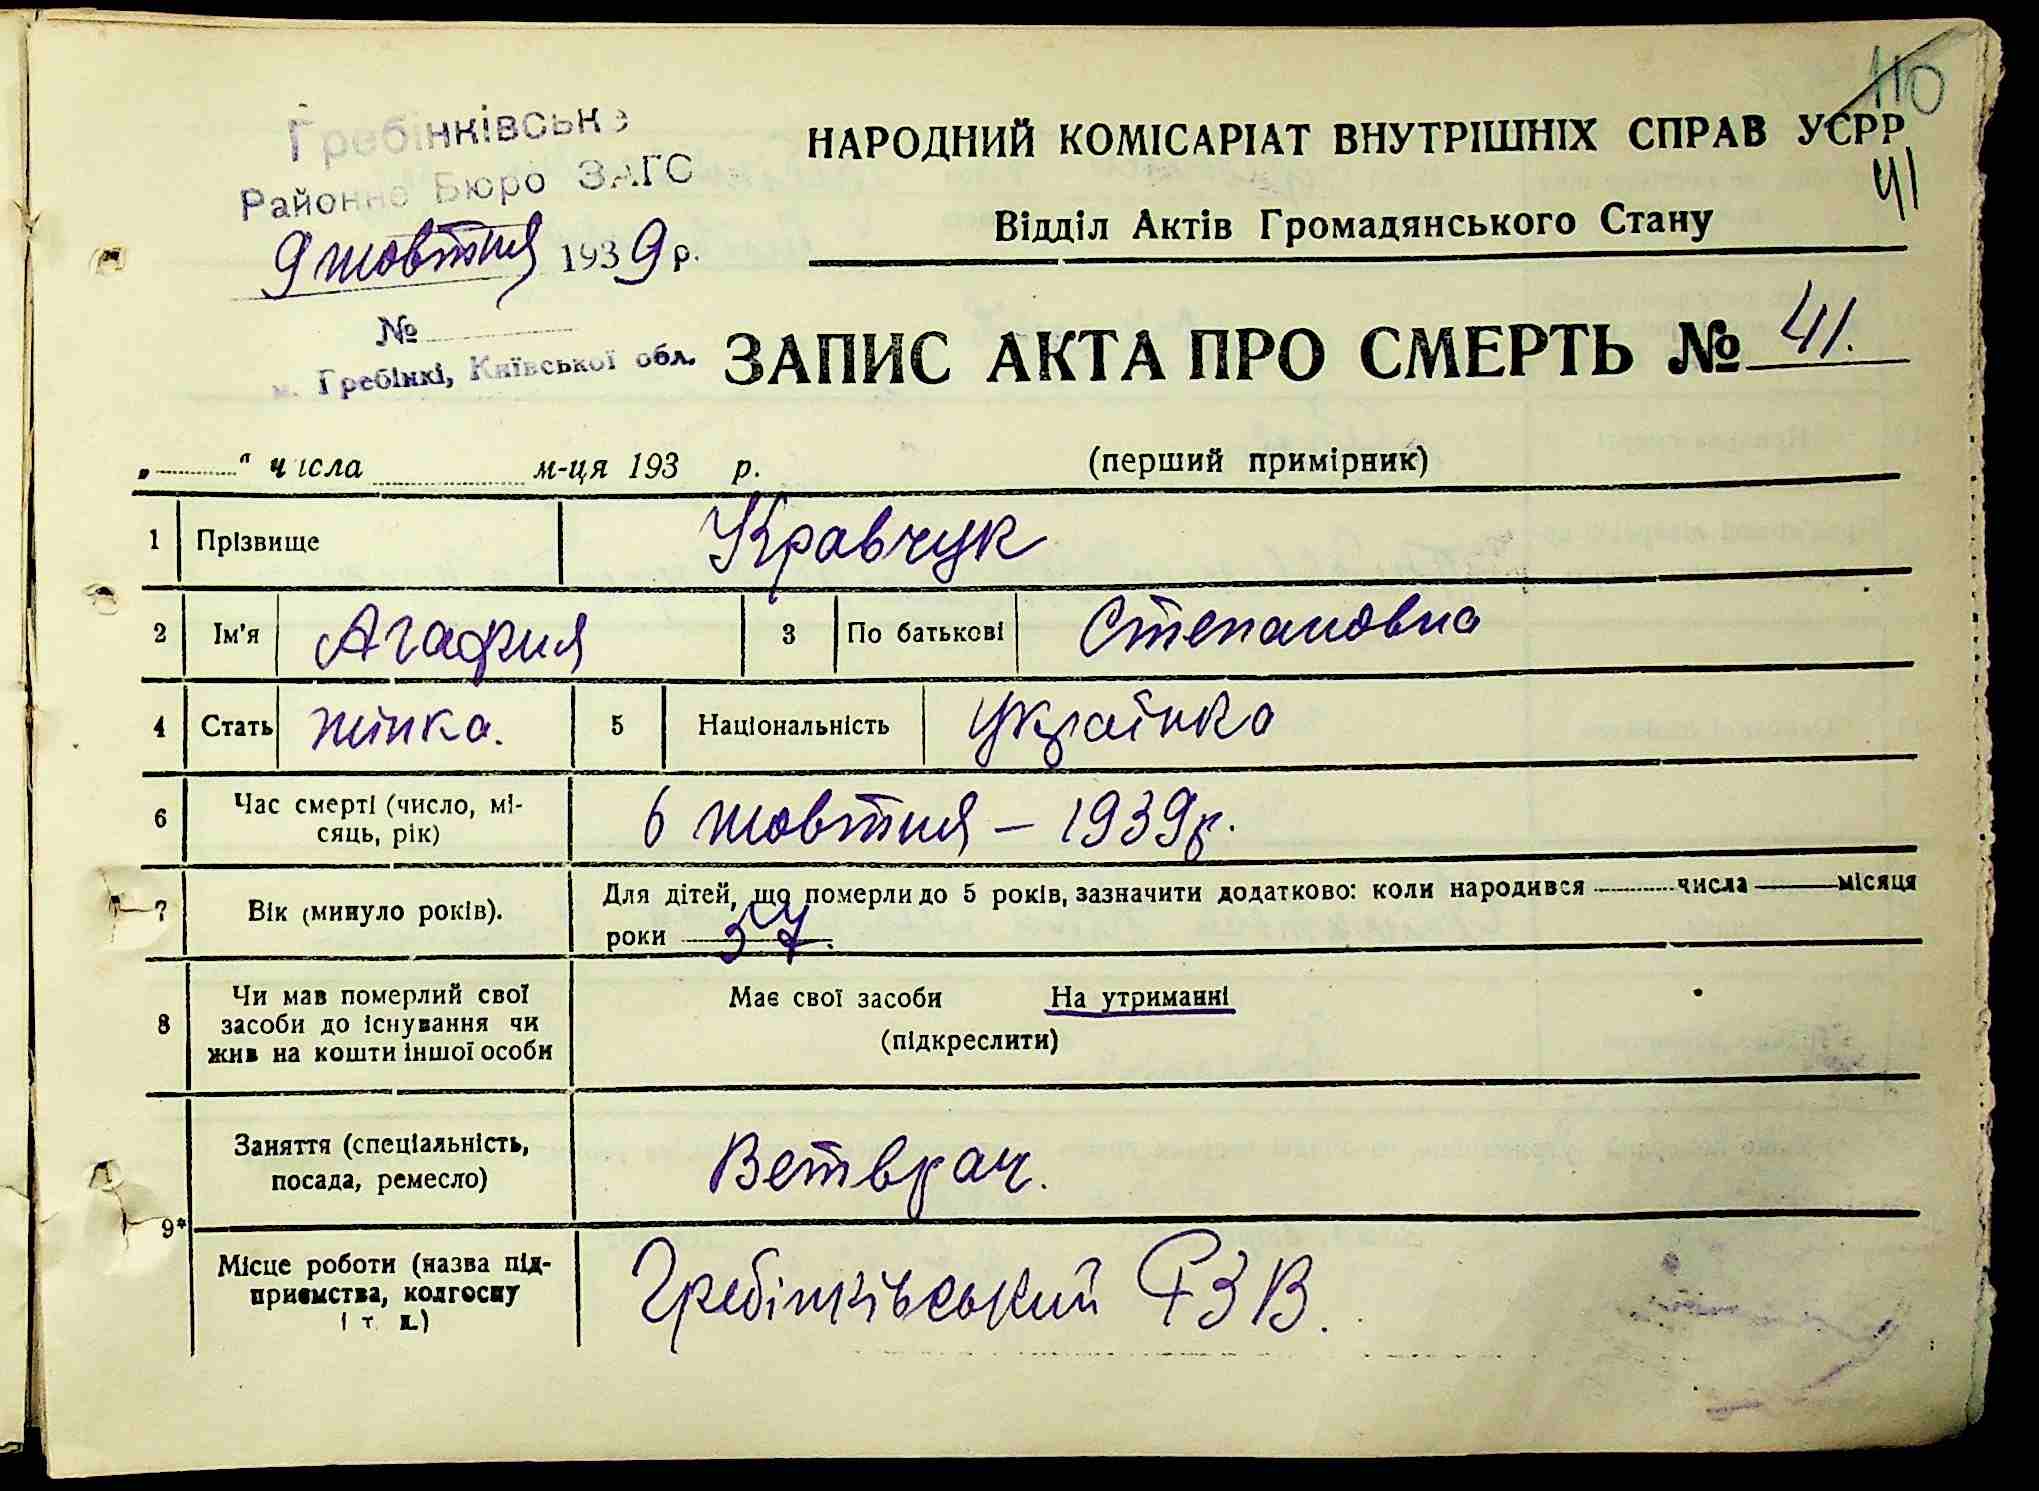 110
41
Гребінківське
Районне Бюро ЗАГС
9 жовтня 1939 р.
№
м. Гребінкі, Київської обл.
НАРОДНИЙ КОМІСАРІАТ ВНУТРІШНІХ СПРАВ УСРР
Відділ Актів Громадянського Стану
ЗАПИС АКТА ПРО СМЕРТЬ № 41.
„ “ числа м-ця 193 р. (перший примірник)
1 Прізвище Кравчук
2 Ім'я Агафия 3 По батькові Степановна
4 Стать жінка. 5 Національність Українка
6 Час смерті (число, мі-
сяць, рік) 6 жовтня – 1939 р.
7 Вік (минуло років). Для дітей, що померли до 5 років, зазначити додатково: коли народився числа місяця
роки 57.
8 Чи мав померлий свої
засоби до існування чи
жив на кошти іншої особи
Має свої засоби На утриманні
(підкреслити)
9* Заняття (спеціальність,
посада, ремесло) Ветврач.
Місце роботи (назва під-
приємства, колгоспу
і т. д.) Гребінківський РЗВ.